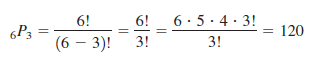 ₆P₃ = 6! / (6 − 3)! = 6! / 3! = 6 · 5 · 4 · 3! / 3! = 120